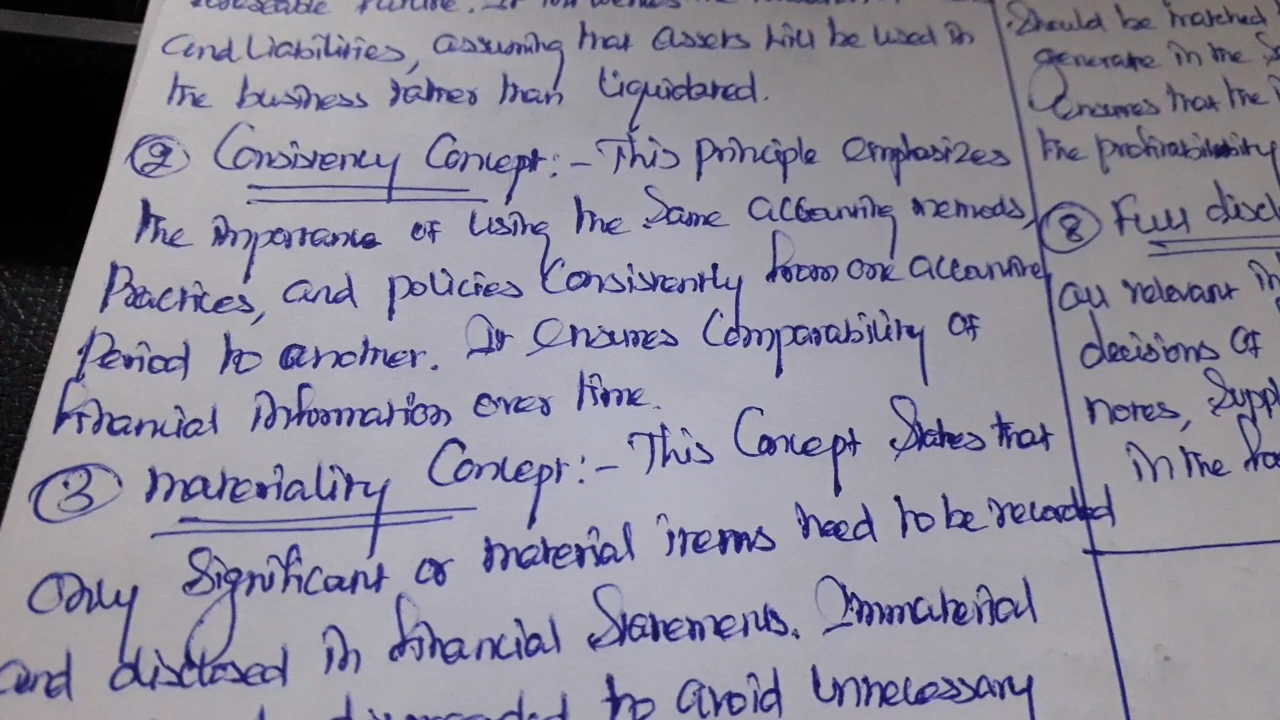 and Liabilities, assuming that assets will be used in
the business rather than liquidated.
② Consistency Concept:- This principle emphasizes
the importance of using the same accounting methods,
Practices, and policies Consistently from one accounting
Period to another. It ensures Comparability of
Financial information over time.
③ materiality Concept:- This Concept States that
Only Significant or material items need to be recorded
and disclosed in financial Statements. Immaterial
to avoid unnecessary
Should be matched
generate in the
ensures that the
the profitability
⑧ Full
all relevant
decisions of
notes,
in the